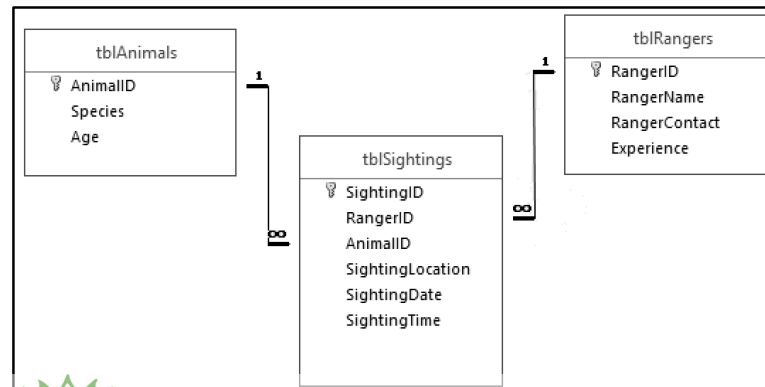 tblAnimals
AnimalID
Species
Age
1
∞
tblSightings
SightingID
RangerID
AnimalID
SightingLocation
SightingDate
SightingTime
1
∞
tblRangers
RangerID
RangerName
RangerContact
Experience